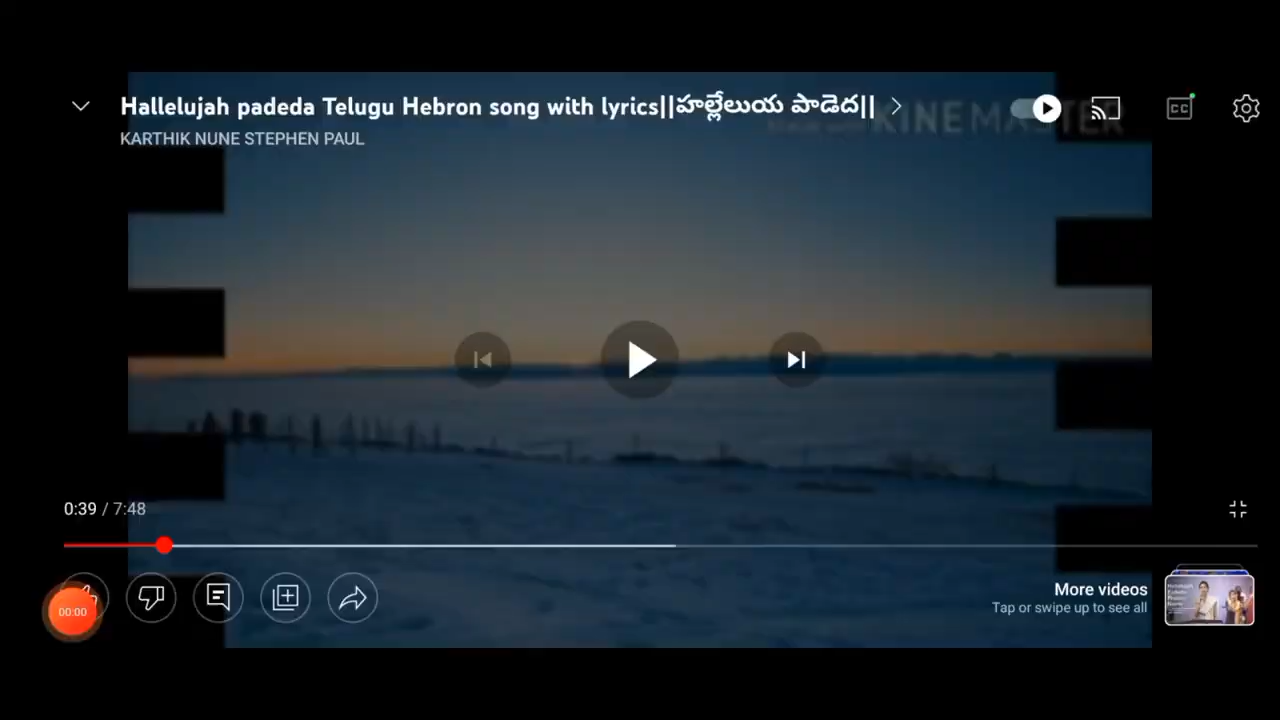 Hallelujah padeda Telugu Hebron song with lyrics||హల్లేలుయ పాడెద||
KARTHIK NUNE STEPHEN PAUL
KINEMASTER
CC
0:39 / 7:48
00:00
More videos
Tap or swipe up to see all